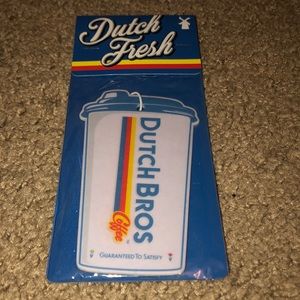 Dutch
Fresh
DUTCH BROS
Coffee
GUARANTEED TO SATISFY